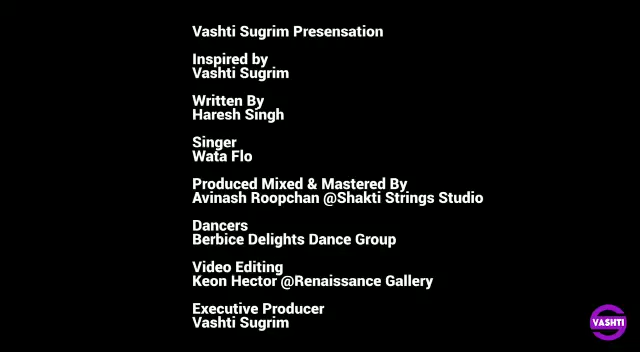 Vashti Sugrim Presensation
Inspired by
Vashti Sugrim
Written By
Haresh Singh
Singer
Wata Flo
Produced Mixed & Mastered By
Avinash Roopchan @Shakti Strings Studio
Dancers
Berbice Delights Dance Group
Video Editing
Keon Hector @Renaissance Gallery
Executive Producer
Vashti Sugrim
VASHTI